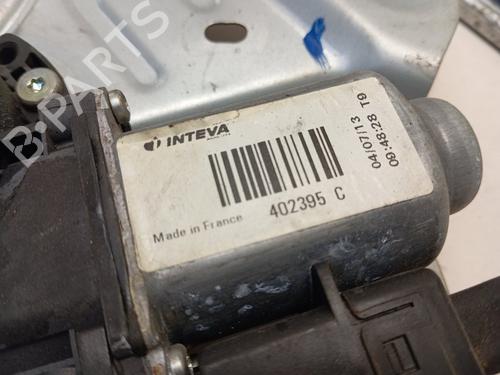 INTEVA
Made in France
402395 C
04/07/13
09:48:28 T9
B-PARTS